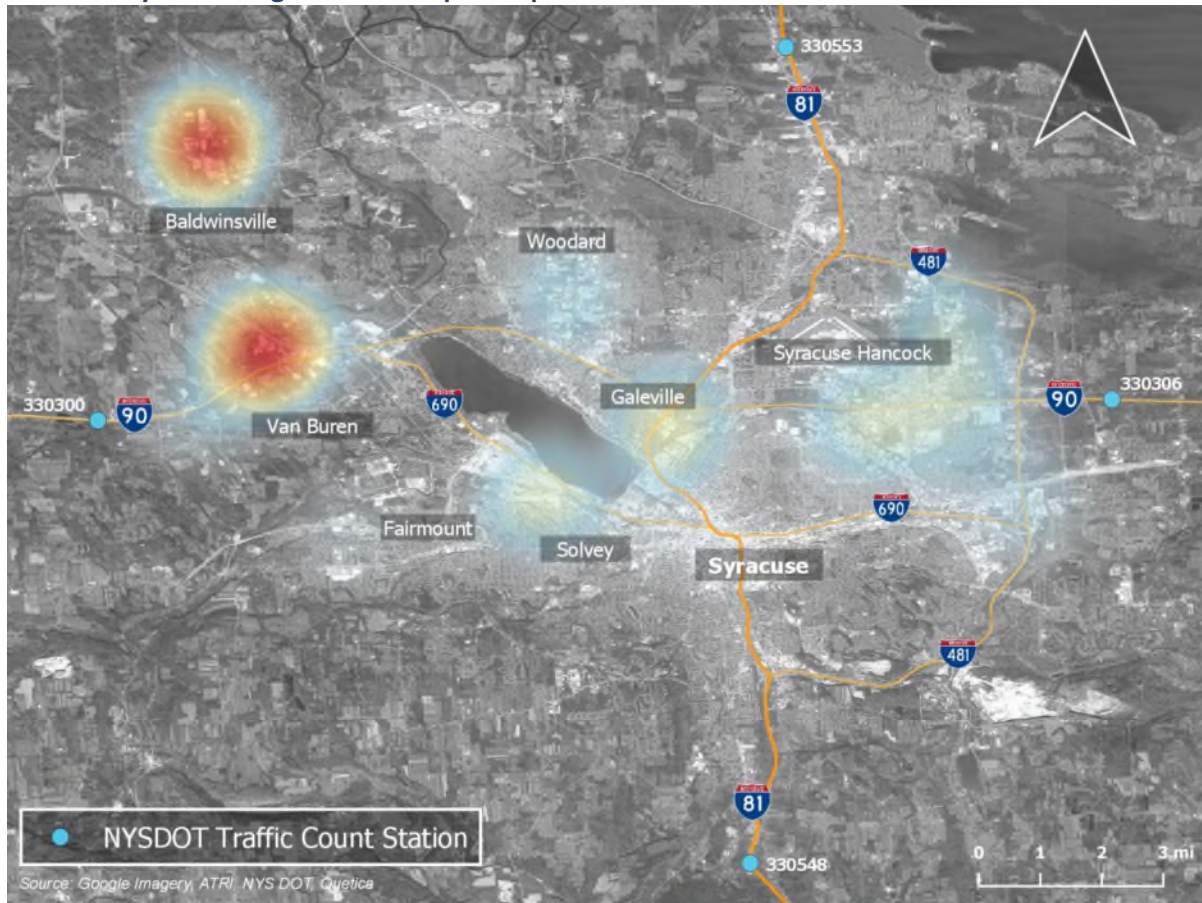 330553
81
Baldwinsville
Woodard
481
Syracuse Hancock
Galeville
330306
330300
90
690
90
Van Buren
690
Fairmount
Solvey
Syracuse
481
81
NYSDOT Traffic Count Station
330548
0 1 2 3 mi
Source: Google Imagery, ATRI, NYS DOT, Quetica